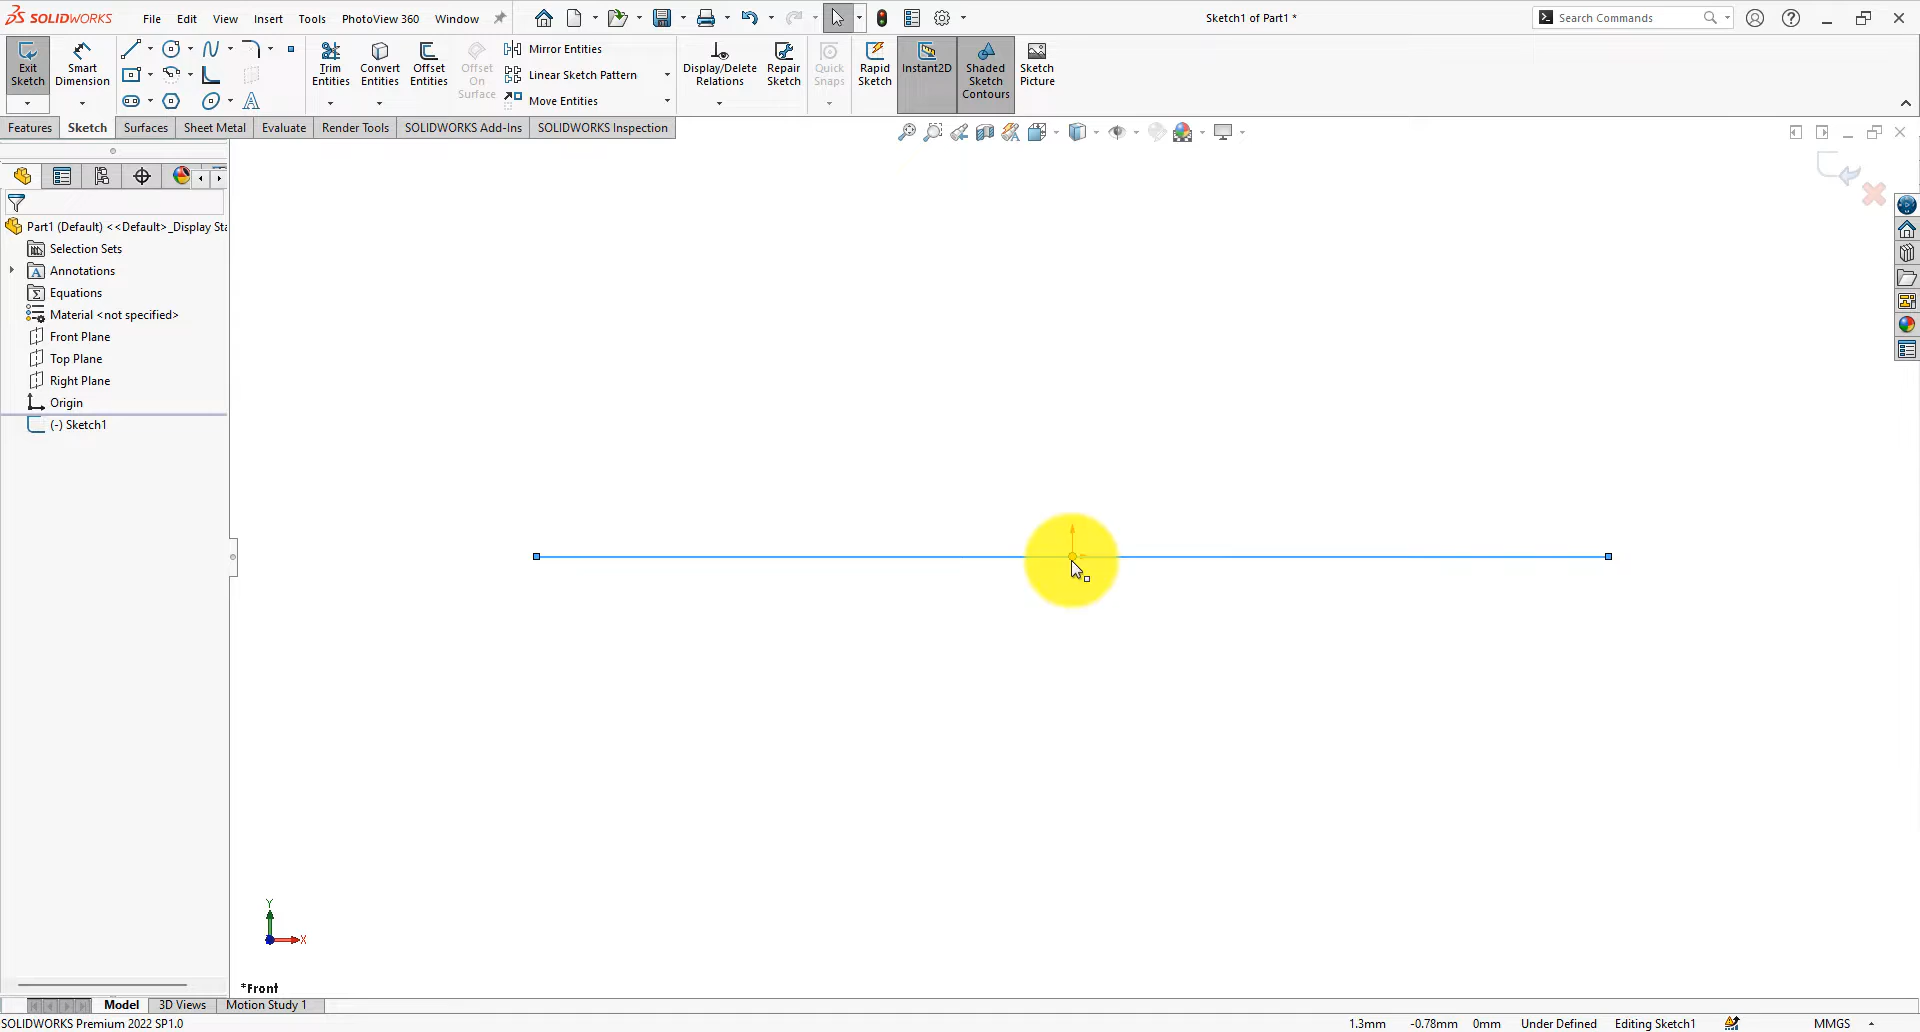 SOLIDWORKS File Edit View Insert Tools PhotoView 360 Window Sketch1 of Part1 * Search Commands
Exit Sketch
Smart Dimension
Trim Entities
Convert Entities
Offset Entities
Offset On Surface
Mirror Entities
Linear Sketch Pattern
Move Entities
Display/Delete Relations
Repair Sketch
Quick Snaps
Rapid Sketch
Instant2D
Shaded Sketch Contours
Sketch Picture
Features Sketch Surfaces Sheet Metal Evaluate Render Tools SOLIDWORKS Add-Ins SOLIDWORKS Inspection
Part1 (Default) <<Default>_Display Sta
Selection Sets
Annotations
Equations
Material <not specified>
Front Plane
Top Plane
Right Plane
Origin
(-) Sketch1
Y
X
*Front
Model 3D Views Motion Study 1
SOLIDWORKS Premium 2022 SP1.0 1.3mm -0.78mm 0mm Under Defined Editing Sketch1 MMGS